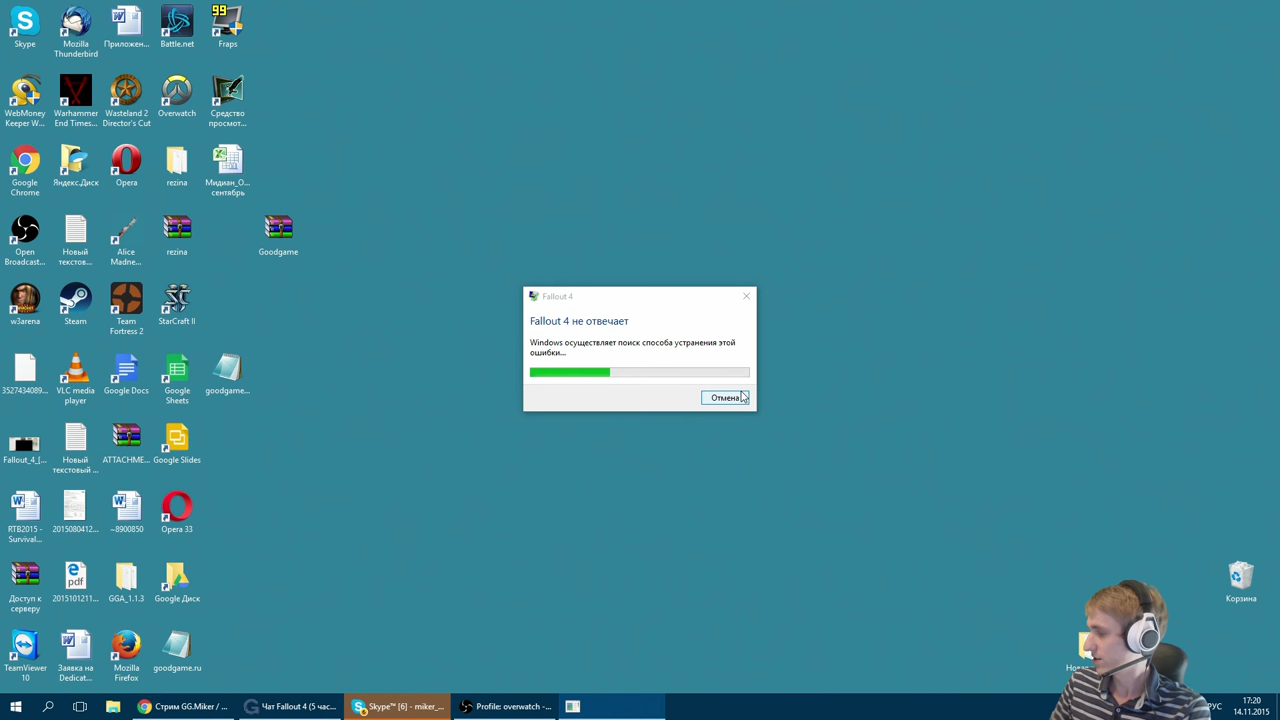 99
Skype
Mozilla
Thunderbird
Приложен...
Battle.net
Fraps
WebMoney
Keeper W...
Warhammer
End Times...
Wasteland 2
Director's Cut
Overwatch
Средство
просмот...
Google
Chrome
Яндекс.Диск
Opera
rezina
Мидиан_О...
сентябрь
Open
Broadcast...
Новый
текстов...
Alice
Madne...
rezina
Goodgame
w3arena
Steam
Team
Fortress 2
StarCraft II
3527434089...
VLC media
player
Google Docs
Google
Sheets
goodgame...
Fallout_4_[...
Новый
текстовый ...
ATTACHME...
Google Slides
RTB2015 -
Survival...
2015080412...
~8900850
Opera 33
Доступ к
серверу
pdf
2015101211...
GGA_1.1.3
Google Диск
TeamViewer
10
Заявка на
Dedicat...
Mozilla
Firefox
goodgame.ru
Fallout 4
Fallout 4 не отвечает
Windows осуществляет поиск способа устранения этой
ошибки...
Отмена
Корзина
Стрим GG.Miker / ...
Чат Fallout 4 (5 час...
Skype™ [6] - miker_...
Profile: overwatch -...
РУС
17:20
14.11.2015